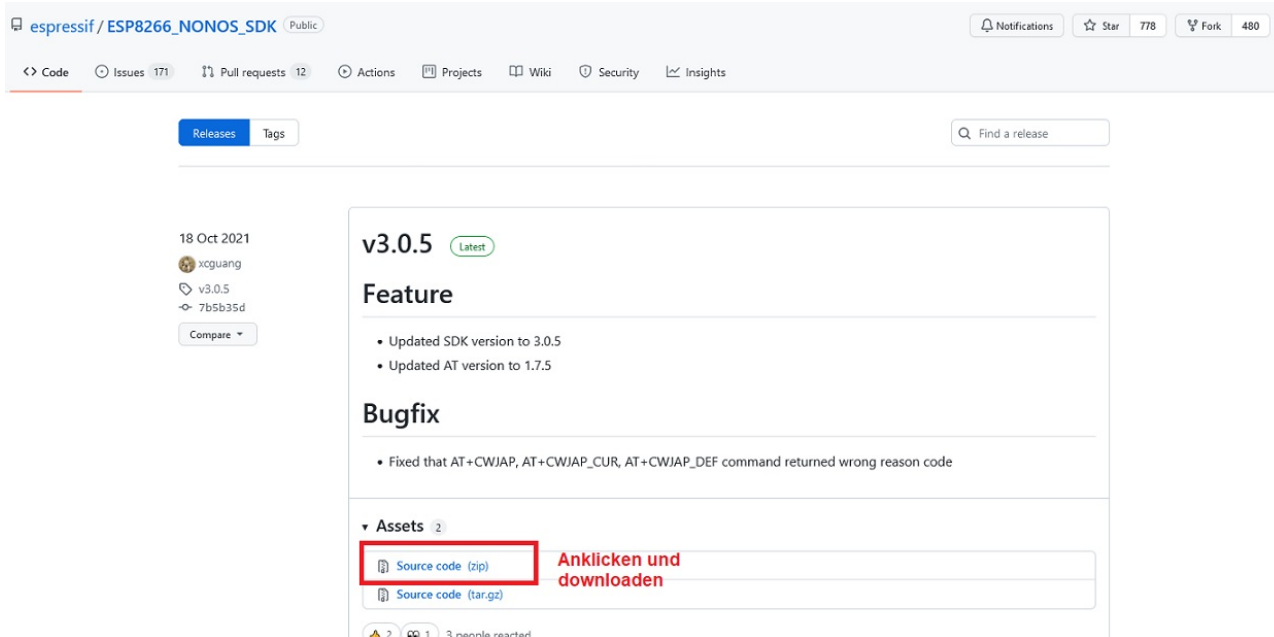 espressif / ESP8266_NONOS_SDK Public
Notifications Star 778 Fork 480
<> Code Issues 171 Pull requests 12 Actions Projects Wiki Security Insights
Releases Tags
Find a release
18 Oct 2021
xcguang
v3.0.5
7b5b35d
Compare
v3.0.5 Latest
Feature
• Updated SDK version to 3.0.5
• Updated AT version to 1.7.5
Bugfix
• Fixed that AT+CWJAP, AT+CWJAP_CUR, AT+CWJAP_DEF command returned wrong reason code
Assets 2
Source code (zip)
Anklicken und
downloaden
Source code (tar.gz)
2 1 3 people reacted